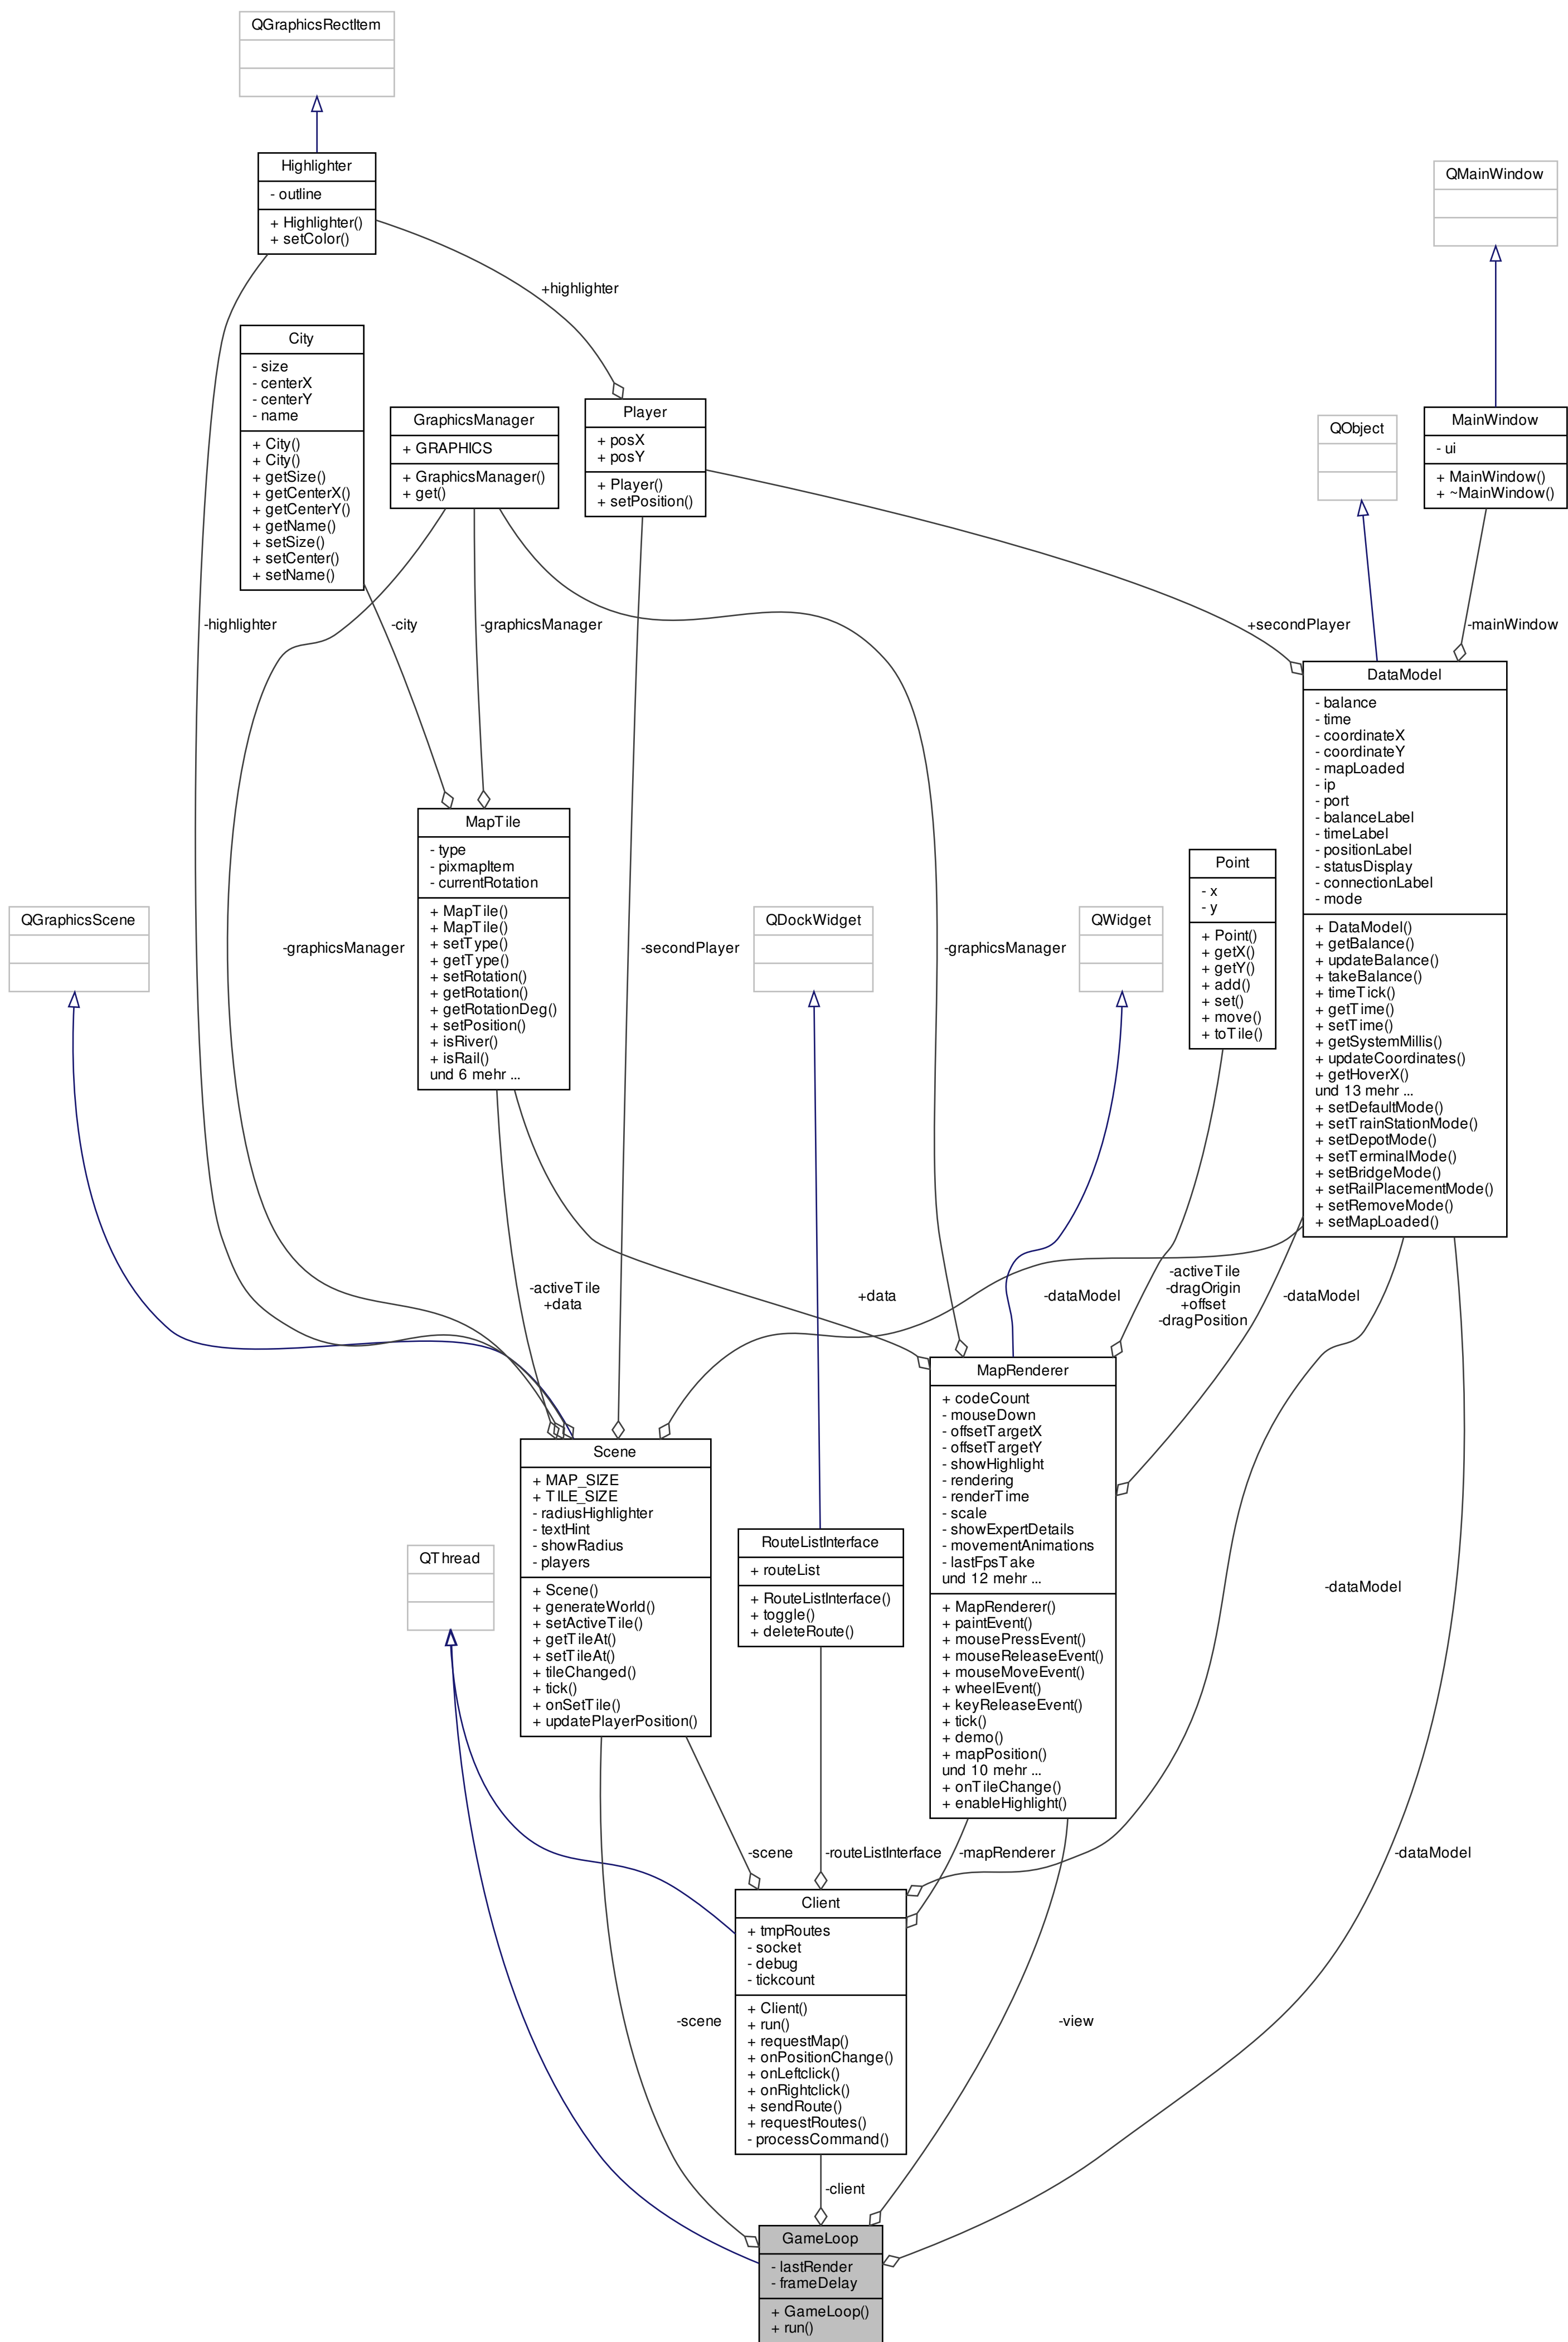 QGraphicsRectItem
Highlighter
- outline
+ Highlighter()
+ setColor()
QMainWindow
+highlighter
City
- size
- centerX
- centerY
- name
+ City()
+ City()
+ getSize()
+ getCenterX()
+ getCenterY()
+ getName()
+ setSize()
+ setCenter()
+ setName()
GraphicsManager
+ GRAPHICS
+ GraphicsManager()
+ get()
Player
+ posX
+ posY
+ Player()
+ setPosition()
QObject
MainWindow
- ui
+ MainWindow()
+ ~MainWindow()
-highlighter
-city
-graphicsManager
+secondPlayer
-mainWindow
DataModel
- balance
- time
- coordinateX
- coordinateY
- mapLoaded
- ip
- port
- balanceLabel
- timeLabel
- positionLabel
- statusDisplay
- connectionLabel
- mode
+ DataModel()
+ getBalance()
+ updateBalance()
+ takeBalance()
+ timeTick()
+ getTime()
+ setTime()
+ getSystemMillis()
+ updateCoordinates()
+ getHoverX()
und 13 mehr ...
+ setDefaultMode()
+ setTrainStationMode()
+ setDepotMode()
+ setTerminalMode()
+ setBridgeMode()
+ setRailPlacementMode()
+ setRemoveMode()
+ setMapLoaded()
MapTile
- type
- pixmapItem
- currentRotation
+ MapTile()
+ MapTile()
+ setType()
+ getType()
+ setRotation()
+ getRotation()
+ getRotationDeg()
+ setPosition()
+ isRiver()
+ isRail()
und 6 mehr ...
Point
- x
- y
+ Point()
+ getX()
+ getY()
+ add()
+ set()
+ move()
+ toTile()
QGraphicsScene
-graphicsManager
-secondPlayer
QDockWidget
-graphicsManager
QWidget
-activeTile
+data
+data
-dataModel
-activeTile
-dragOrigin
+offset
-dragPosition
-dataModel
MapRenderer
+ codeCount
- mouseDown
- offsetTargetX
- offsetTargetY
- showHighlight
- rendering
- renderTime
- scale
- showExpertDetails
- movementAnimations
- lastFpsTake
und 12 mehr ...
+ MapRenderer()
+ paintEvent()
+ mousePressEvent()
+ mouseReleaseEvent()
+ mouseMoveEvent()
+ wheelEvent()
+ keyReleaseEvent()
+ tick()
+ demo()
+ mapPosition()
und 10 mehr ...
+ onTileChange()
+ enableHighlight()
Scene
+ MAP_SIZE
+ TILE_SIZE
- radiusHighlighter
- textHint
- showRadius
- players
+ Scene()
+ generateWorld()
+ setActiveTile()
+ getTileAt()
+ setTileAt()
+ tileChanged()
+ tick()
+ onSetTile()
+ updatePlayerPosition()
QThread
RouteListInterface
+ routeList
+ RouteListInterface()
+ toggle()
+ deleteRoute()
-dataModel
-scene
-routeListInterface
-mapRenderer
-dataModel
Client
+ tmpRoutes
- socket
- debug
- tickcount
+ Client()
+ run()
+ requestMap()
+ onPositionChange()
+ onLeftclick()
+ onRightclick()
+ sendRoute()
+ requestRoutes()
- processCommand()
-scene
-view
-client
GameLoop
- lastRender
- frameDelay
+ GameLoop()
+ run()